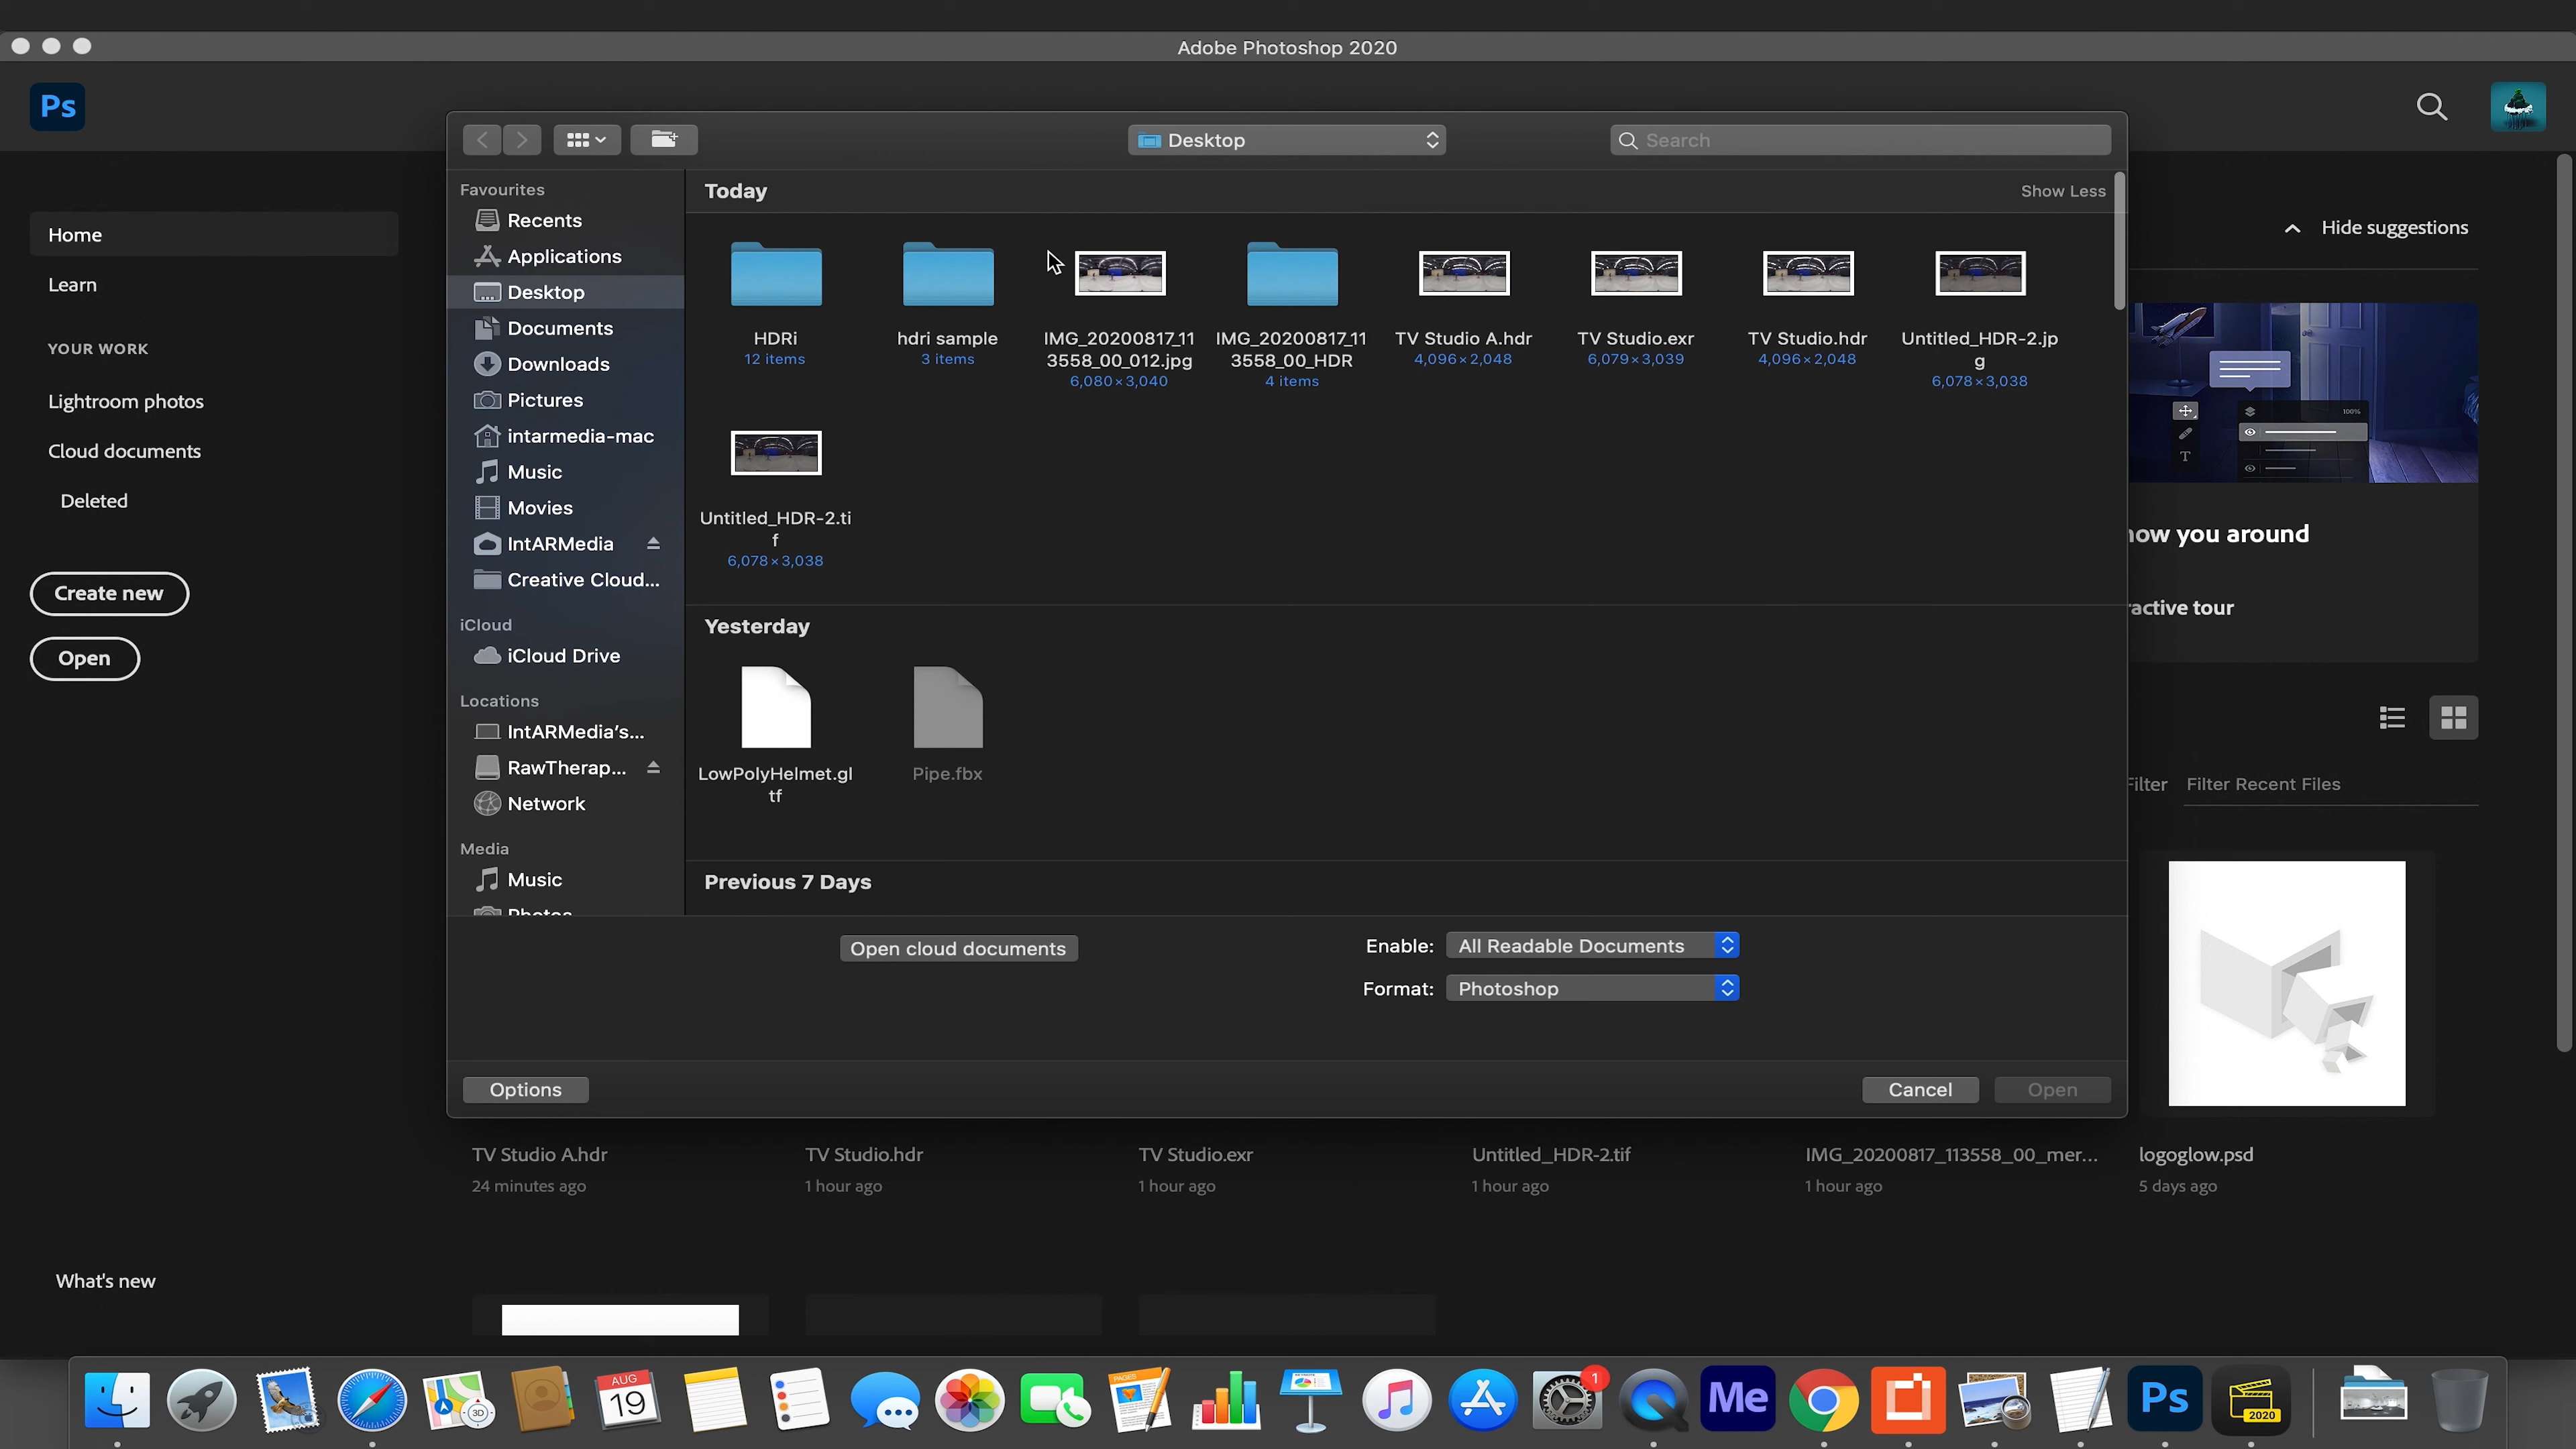 Adobe Photoshop 2020
Ps
Desktop
Search
Home
Learn
YOUR WORK
Lightroom photos
Cloud documents
Deleted
Create new
Open
What's new
Favourites
Recents
Applications
Desktop
Documents
Downloads
Pictures
intarmedia-mac
Music
Movies
IntARMedia
Creative Cloud...
iCloud
iCloud Drive
Locations
IntARMedia's...
RawTherap...
Network
Media
Music
Photos
Today
Show Less
HDRi
12 items
hdri sample
3 items
IMG_20200817_11
3558_00_012.jpg
6,080×3,040
IMG_20200817_11
3558_00_HDR
4 items
TV Studio A.hdr
4,096×2,048
TV Studio.exr
6,079×3,039
TV Studio.hdr
4,096×2,048
Untitled_HDR-2.jp
g
6,078×3,038
Untitled_HDR-2.ti
f
6,078×3,038
Yesterday
LowPolyHelmet.gl
tf
Pipe.fbx
Previous 7 Days
Open cloud documents
Enable: All Readable Documents
Format: Photoshop
Options
Cancel
Open
Hide suggestions
100%
T
how you around
ractive tour
Filter
Filter Recent Files
TV Studio A.hdr
24 minutes ago
TV Studio.hdr
1 hour ago
TV Studio.exr
1 hour ago
Untitled_HDR-2.tif
1 hour ago
IMG_20200817_113558_00_mer...
1 hour ago
logoglow.psd
5 days ago
3D
AUG
19
PAGES
1
Me
Ps
2020